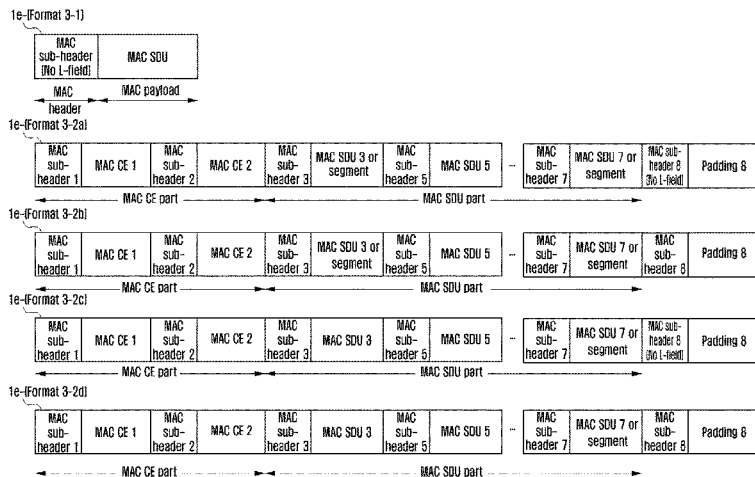 1e-(Format 3-1)
MAC
sub-header
(No L-field)
MAC SDU
MAC
header
MAC payload
1e-(Format 3-2a)
MAC
sub-
header 1
MAC CE 1
MAC
sub-
header 2
MAC CE 2
MAC
sub-
header 3
MAC SDU 3 or
segment
MAC
sub-
header 5
MAC SDU 5
...
MAC
sub-
header 7
MAC SDU 7 or
segment
MAC sub-
header 8
(No L-field)
Padding 8
MAC CE part
MAC SDU part
1e-(Format 3-2b)
MAC
sub-
header 1
MAC CE 1
MAC
sub-
header 2
MAC CE 2
MAC
sub-
header 3
MAC SDU 3 or
segment
MAC
sub-
header 5
MAC SDU 5
...
MAC
sub-
header 7
MAC SDU 7 or
segment
MAC
sub-
header 8
Padding 8
MAC CE part
MAC SDU part
1e-(Format 3-2c)
MAC
sub-
header 1
MAC CE 1
MAC
sub-
header 2
MAC CE 2
MAC
sub-
header 3
MAC SDU 3
MAC
sub-
header 5
MAC SDU 5
...
MAC
sub-
header 7
MAC SDU 7 or
segment
MAC sub-
header 8
(No L-field)
Padding 8
MAC CE part
MAC SDU part
1e-(Format 3-2d)
MAC
sub-
header 1
MAC CE 1
MAC
sub-
header 2
MAC CE 2
MAC
sub-
header 3
MAC SDU 3
MAC
sub-
header 5
MAC SDU 5
...
MAC
sub-
header 7
MAC SDU 7 or
segment
MAC
sub-
header 8
Padding 8
MAC CE part
MAC SDU part